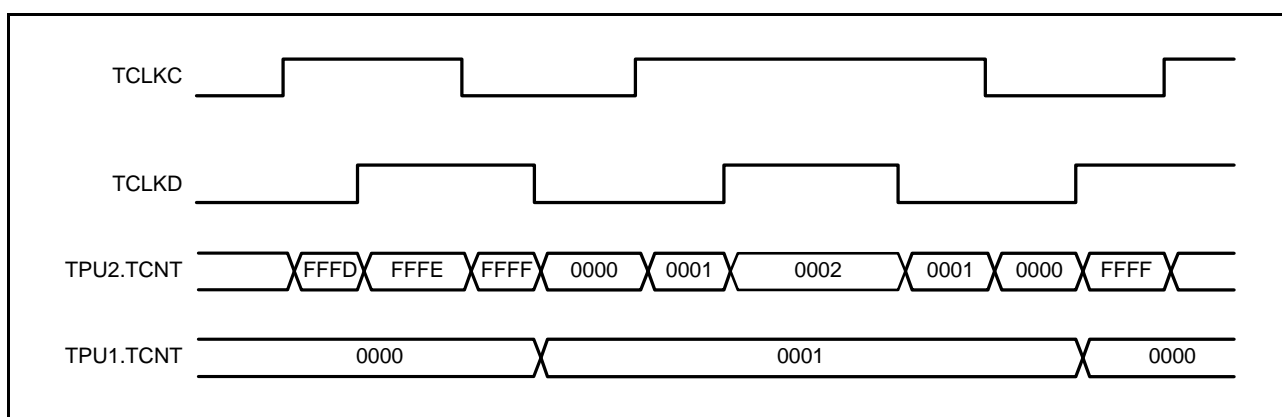 TCLKC
TCLKD
TPU2.TCNT FFFD FFFE FFFF 0000 0001 0002 0001 0000 FFFF
TPU1.TCNT 0000 0001 0000